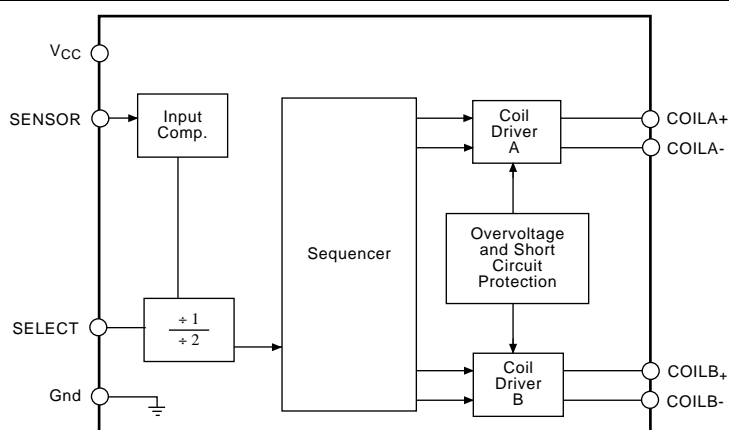 VCC
SENSOR
Input
Comp.
Coil
Driver
A
COILA+
COILA-
Sequencer
Overvoltage
and Short
Circuit
Protection
SELECT
÷ 1
÷ 2
Coil
Driver
B
COILB+
COILB-
Gnd